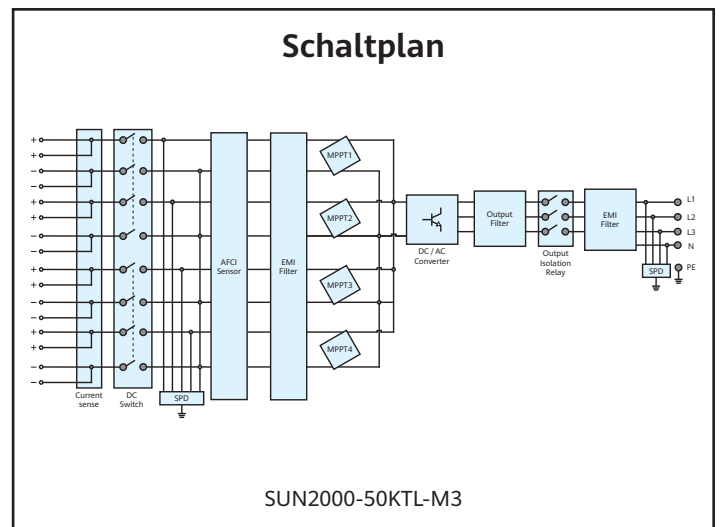 Schaltplan
+
+
−
−
+
+
−
−
+
+
−
−
+
+
−
−
Current
sense
DC
Switch
SPD
AFCI
Sensor
EMI
Filter
MPPT1
MPPT2
MPPT3
MPPT4
DC / AC
Converter
Output
Filter
Output
Isolation
Relay
EMI
Filter
L1
L2
L3
N
PE
SPD
SUN2000-50KTL-M3